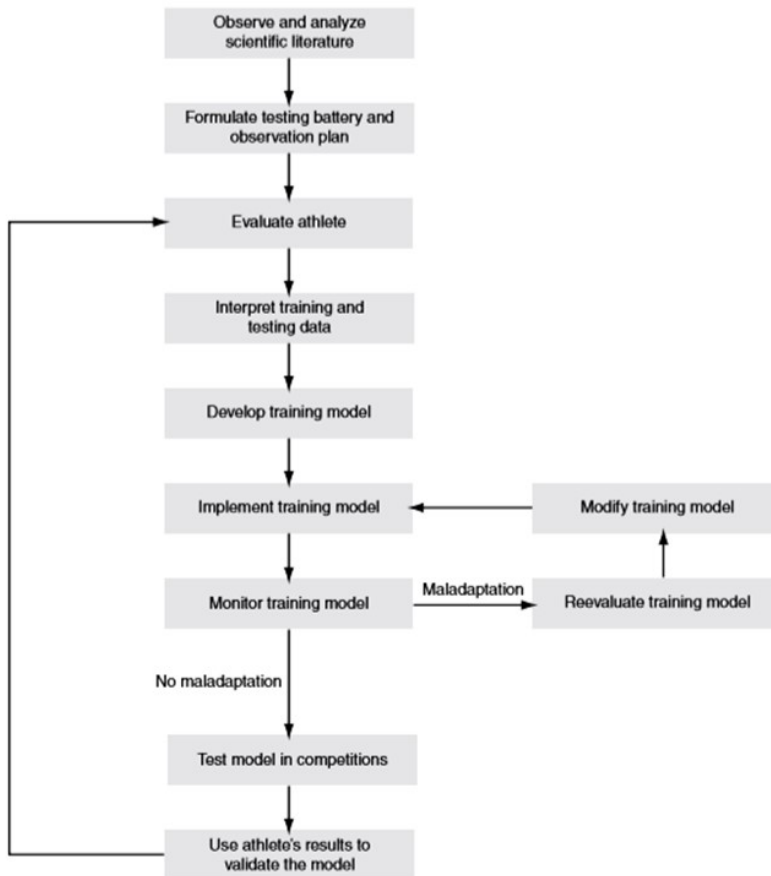 Observe and analyze
scientific literature
Formulate testing battery and
observation plan
Evaluate athlete
Interpret training and
testing data
Develop training model
Implement training model
Modify training model
Monitor training model
Maladaptation
Reevaluate training model
No maladaptation
Test model in competitions
Use athlete's results to
validate the model